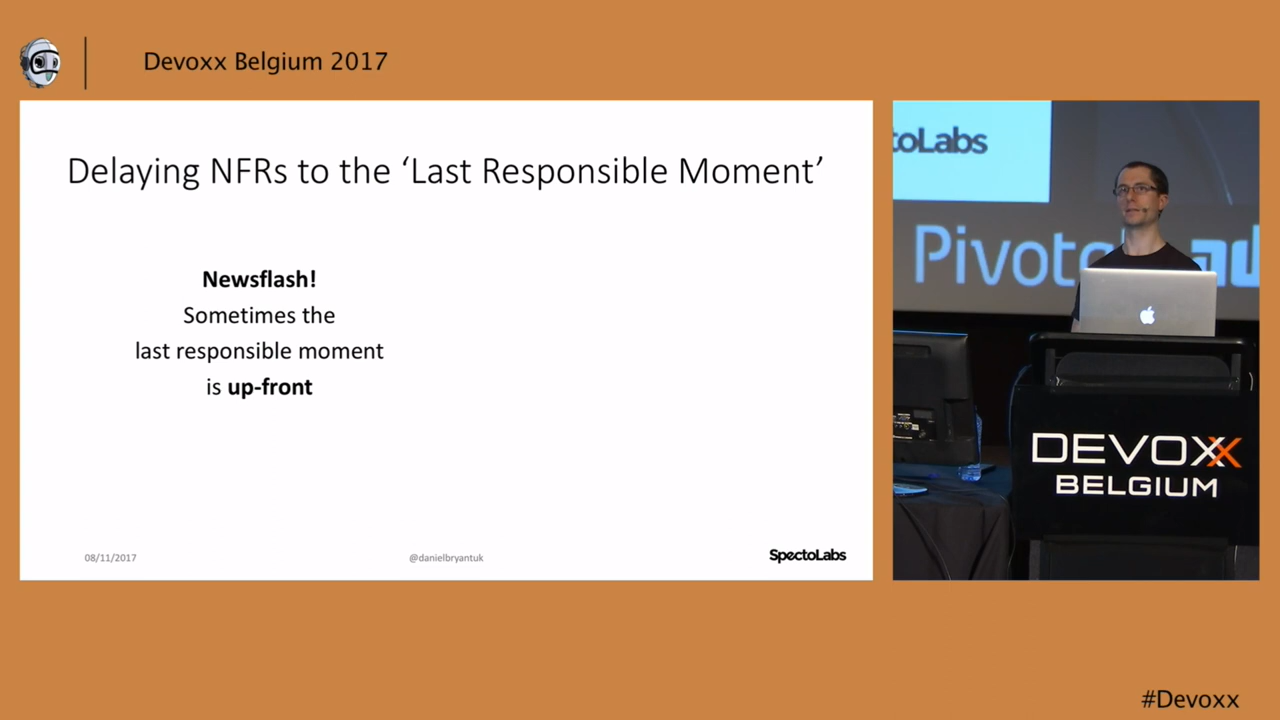 Devoxx Belgium 2017
Delaying NFRs to the ‘Last Responsible Moment’
Newsflash!
Sometimes the
last responsible moment
is up-front
08/11/2017
@danielbryantuk
SpectoLabs
toLabs
Pivot
DEVOXX
BELGIUM
#Devoxx